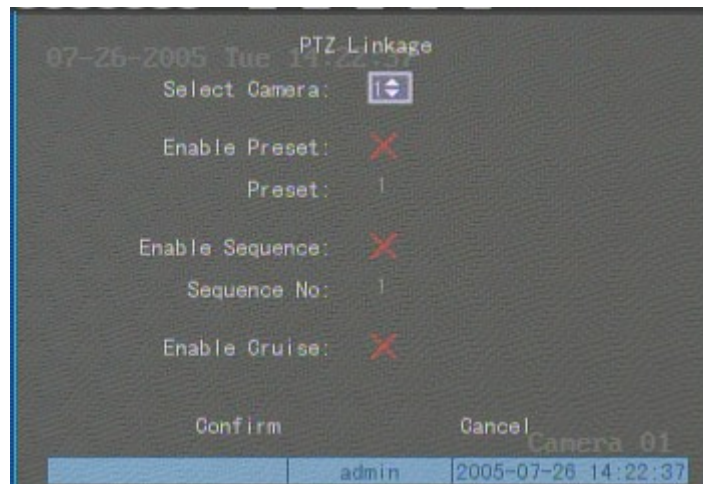 PTZ Linkage
07-26-2005 Tue 14:22:37
Select Camera: 1
Enable Preset:
Preset: 1
Enable Sequence:
Sequence No: 1
Enable Cruise:
Confirm Cancel
Camera 01
admin 2005-07-26 14:22:37